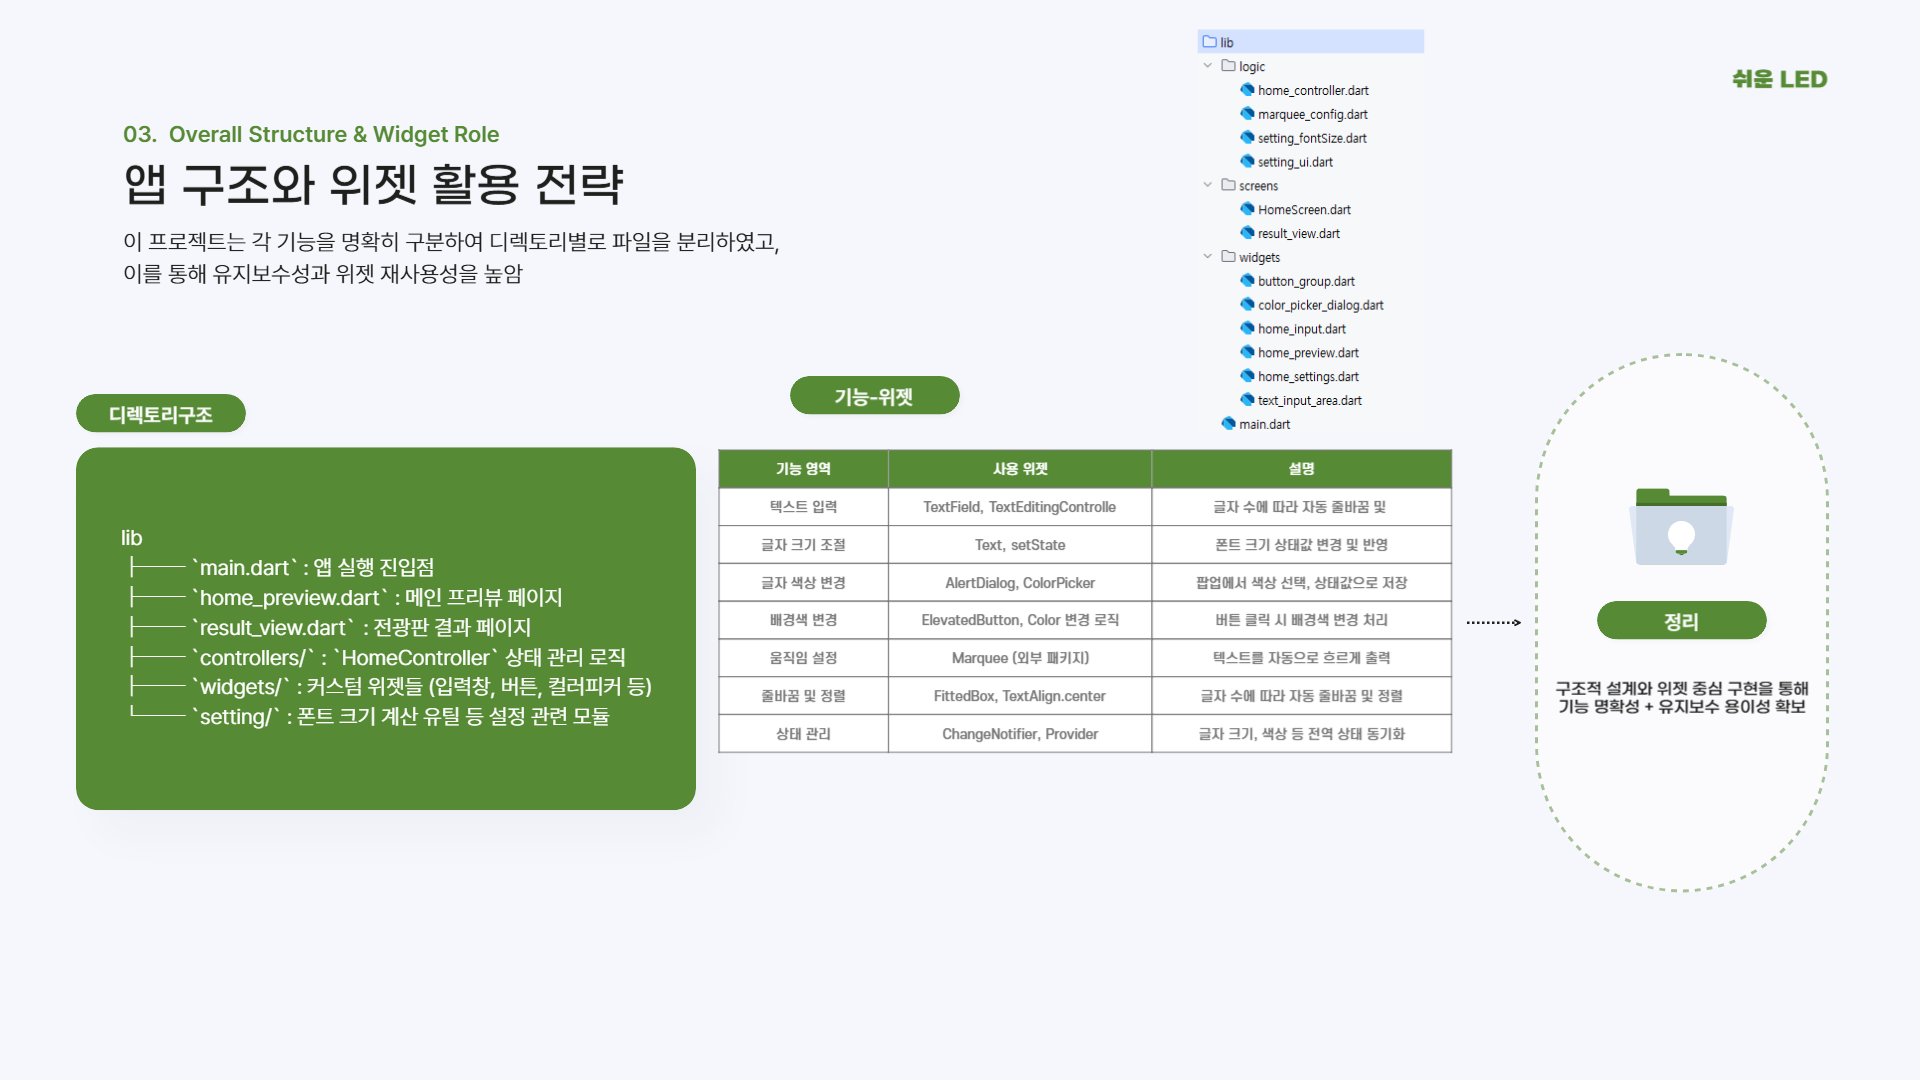 쉬운 LED
03. Overall Structure & Widget Role
앱 구조와 위젯 활용 전략
이 프로젝트는 각 기능을 명확히 구분하여 디렉토리별로 파일을 분리하였고,
이를 통해 유지보수성과 위젯 재사용성을 높암
lib
logic
home_controller.dart
marquee_config.dart
setting_fontSize.dart
setting_ui.dart
screens
HomeScreen.dart
result_view.dart
widgets
button_group.dart
color_picker_dialog.dart
home_input.dart
home_preview.dart
home_settings.dart
text_input_area.dart
main.dart
디렉토리구조
lib
├── `main.dart` : 앱 실행 진입점
├── `home_preview.dart` : 메인 프리뷰 페이지
├── `result_view.dart` : 전광판 결과 페이지
├── `controllers/` : `HomeController` 상태 관리 로직
├── `widgets/` : 커스텀 위젯들 (입력창, 버튼, 컬러피커 등)
└── `setting/` : 폰트 크기 계산 유틸 등 설정 관련 모듈
기능-위젯
기능 영역 사용 위젯 설명
텍스트 입력 TextField, TextEditingControlle 글자 수에 따라 자동 줄바꿈 및
글자 크기 조절 Text, setState 폰트 크기 상태값 변경 및 반영
글자 색상 변경 AlertDialog, ColorPicker 팝업에서 색상 선택, 상태값으로 저장
배경색 변경 ElevatedButton, Color 변경 로직 버튼 클릭 시 배경색 변경 처리
움직임 설정 Marquee (외부 패키지) 텍스트를 자동으로 흐르게 출력
줄바꿈 및 정렬 FittedBox, TextAlign.center 글자 수에 따라 자동 줄바꿈 및 정렬
상태 관리 ChangeNotifier, Provider 글자 크기, 색상 등 전역 상태 동기화
정리
구조적 설계와 위젯 중심 구현을 통해
기능 명확성 + 유지보수 용이성 확보